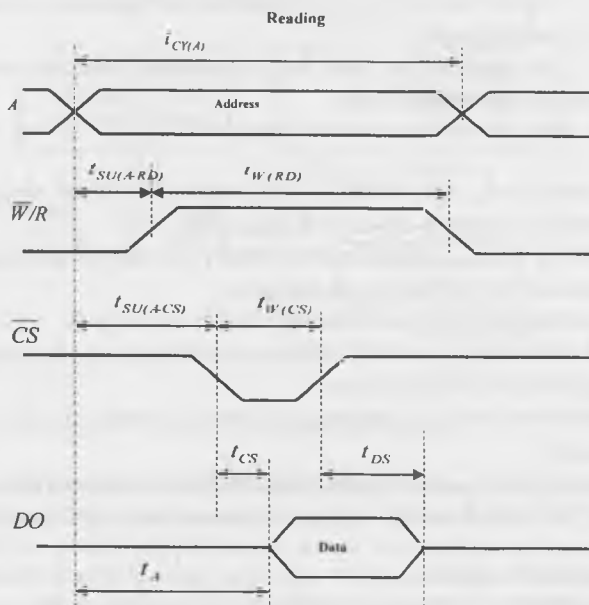 Reading
t_CY(A)
A
Address
t_SU(A-RD)
t_W(RD)
W̅/R
t_SU(A-CS)
t_W(CS)
C̅S̅
t_CS
t_DS
DO
Data
t_A